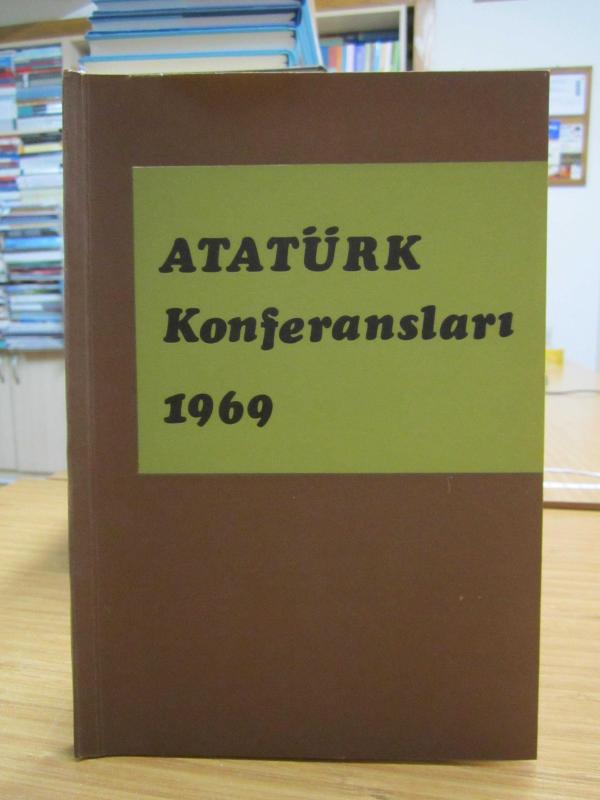 ATATÜRK
Konferansları
1969